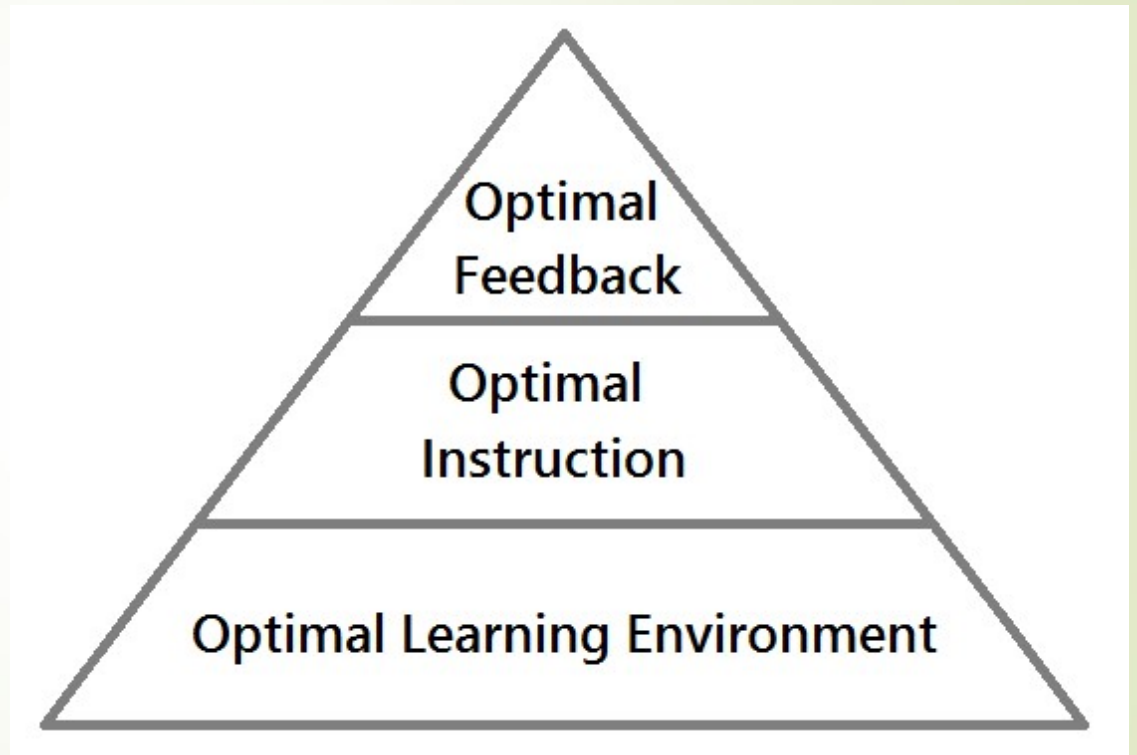 Optimal
Feedback
Optimal
Instruction
Optimal Learning Environment